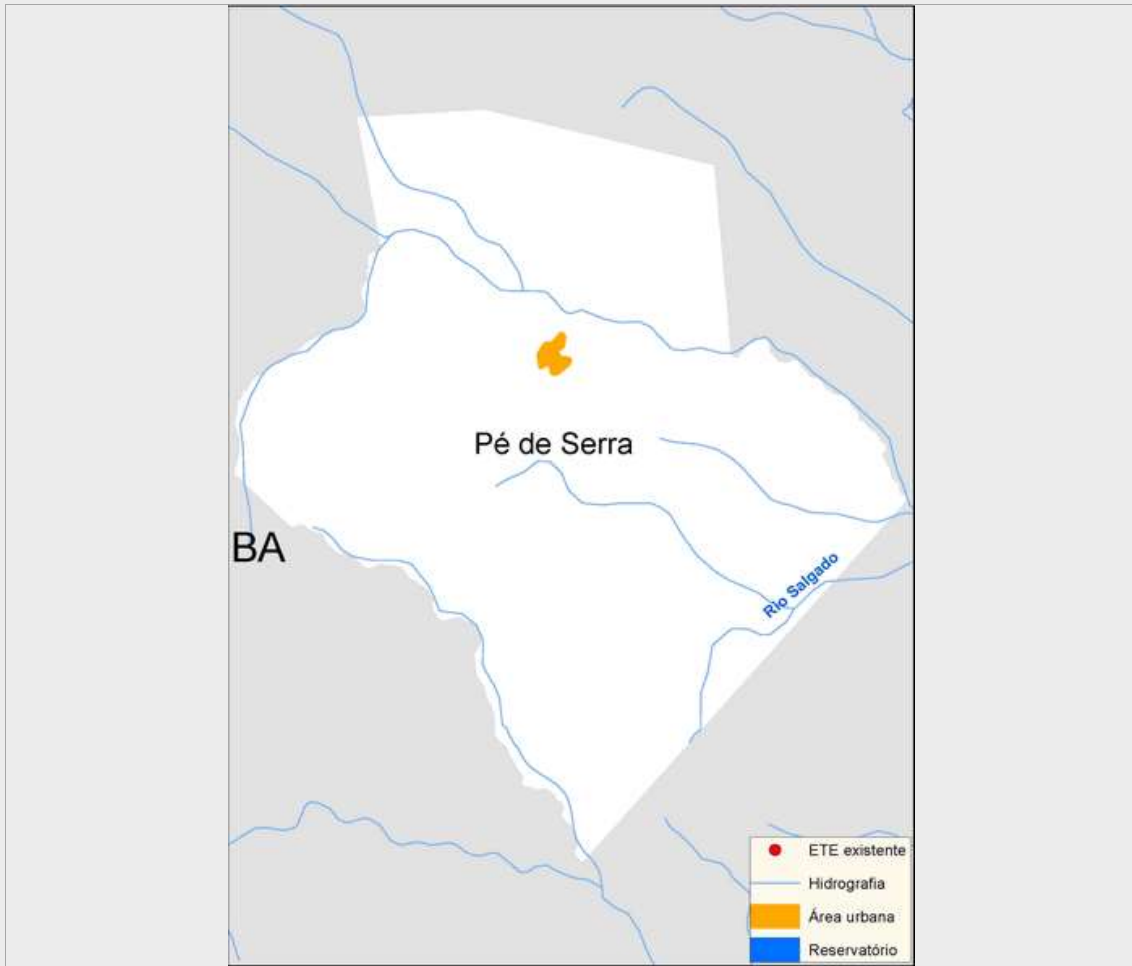 Pé de Serra
BA
Rio Salgado
ETE existente
Hidrografia
Área urbana
Reservatório